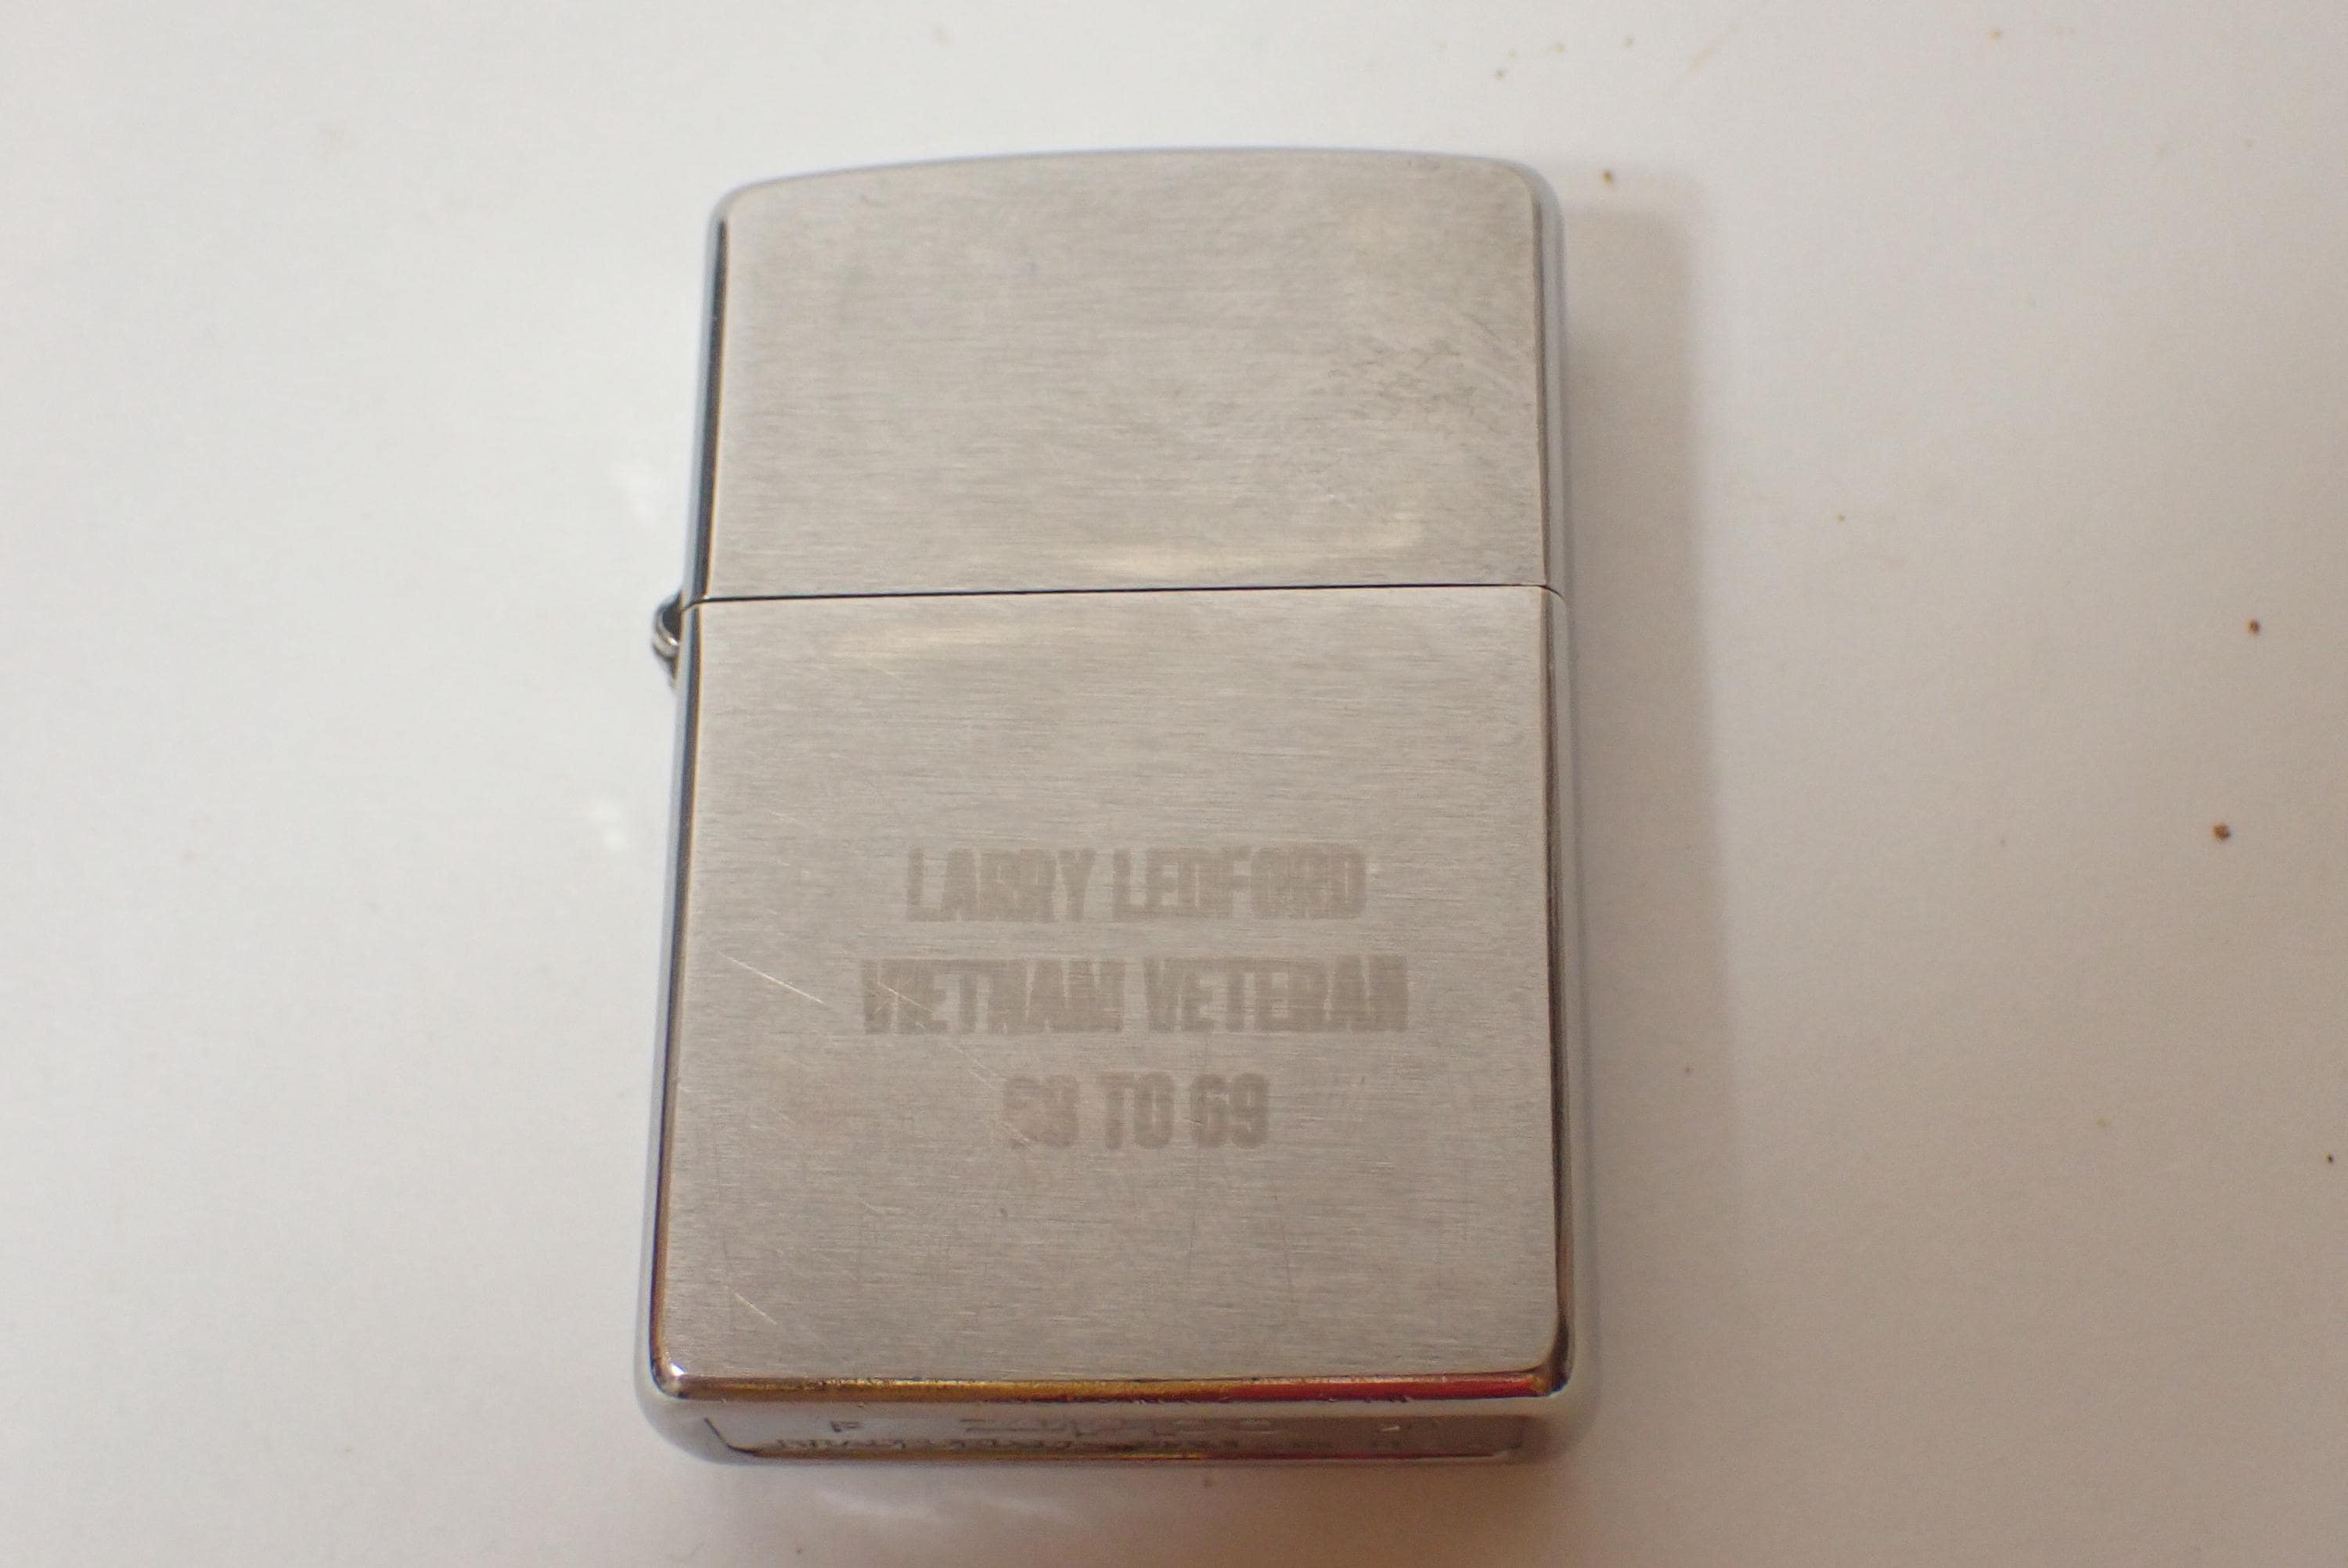 LARRY LEDFORD
VIETNAM VETERAN
68 TO 69